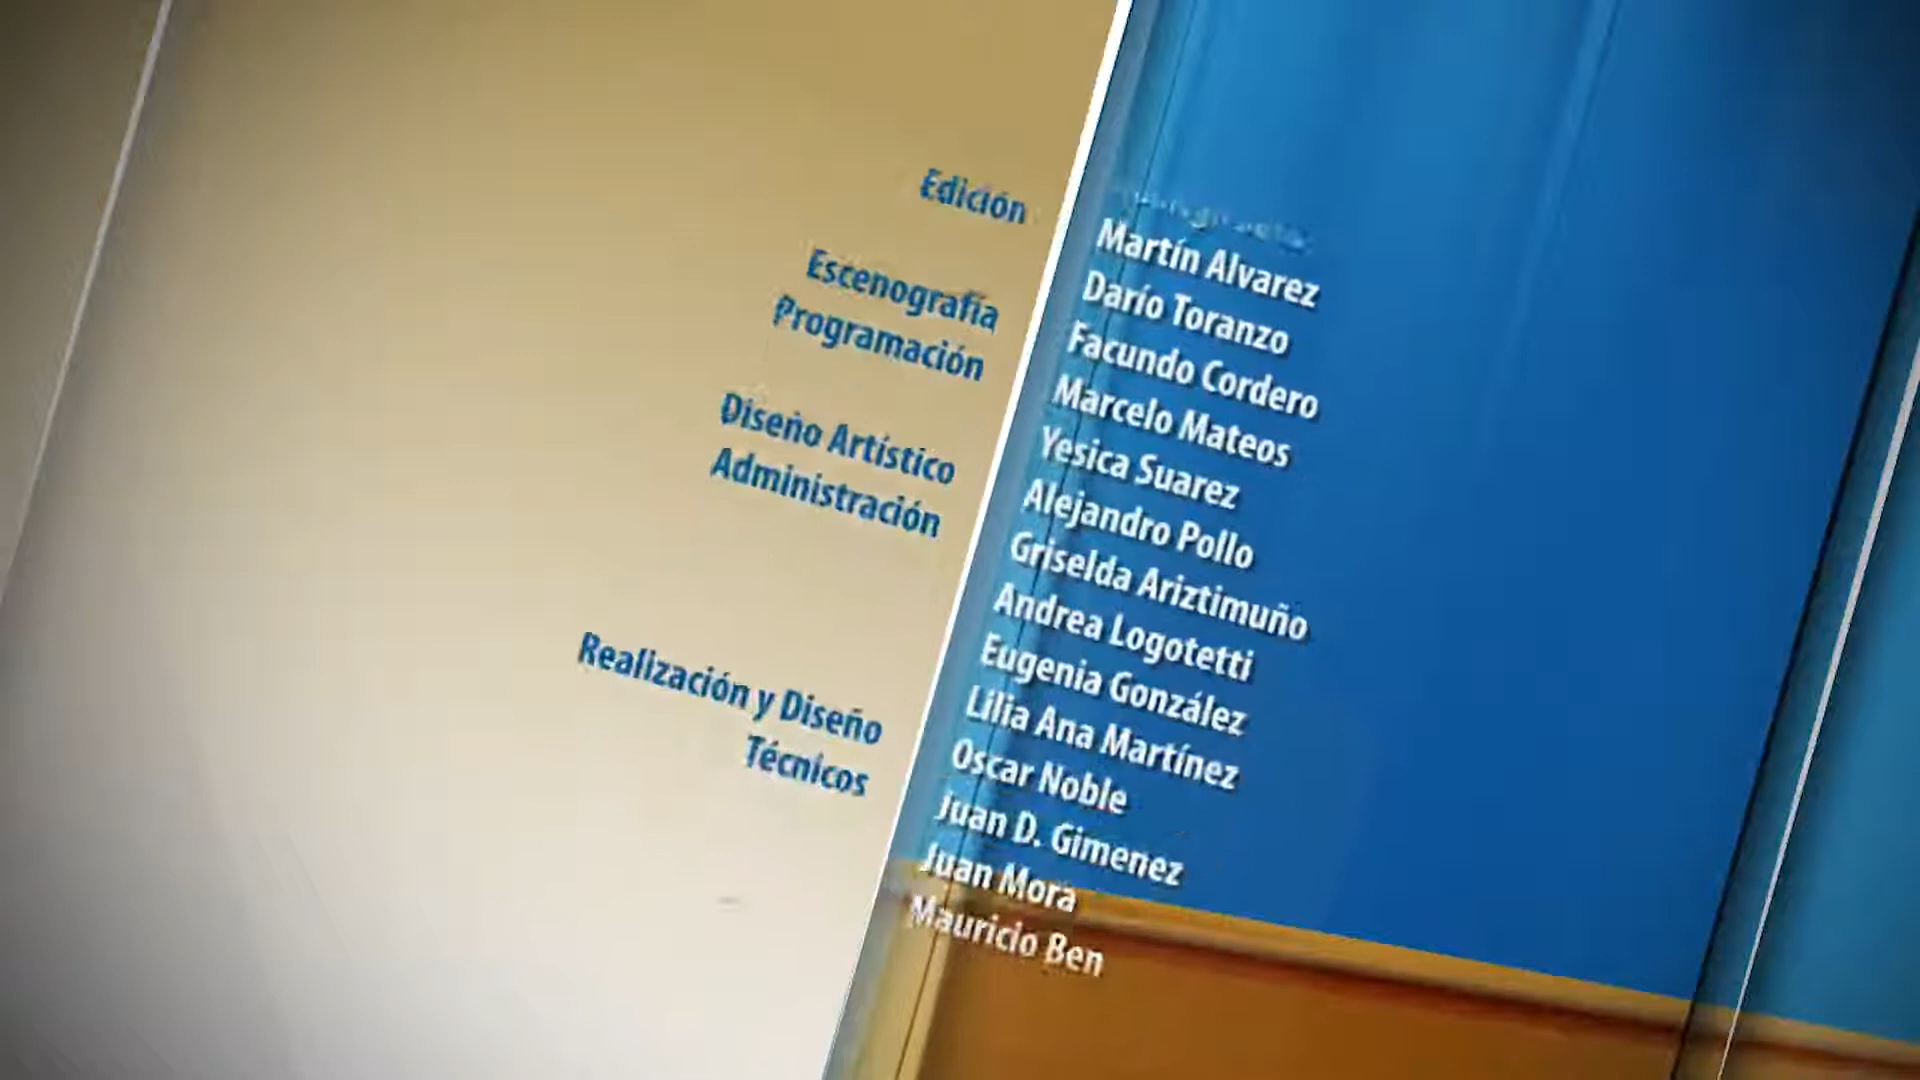 Edición Martín Alvarez
Darío Toranzo
Escenografía Facundo Cordero
Programación Marcelo Mateos
Yesica Suarez
Diseño Artístico Alejandro Pollo
Administración Griselda Ariztimuño
Andrea Logotetti
Eugenia González
Lilia Ana Martínez
Realización y Diseño Oscar Noble
Técnicos Juan D. Gimenez
Juan Mora
Mauricio Ben